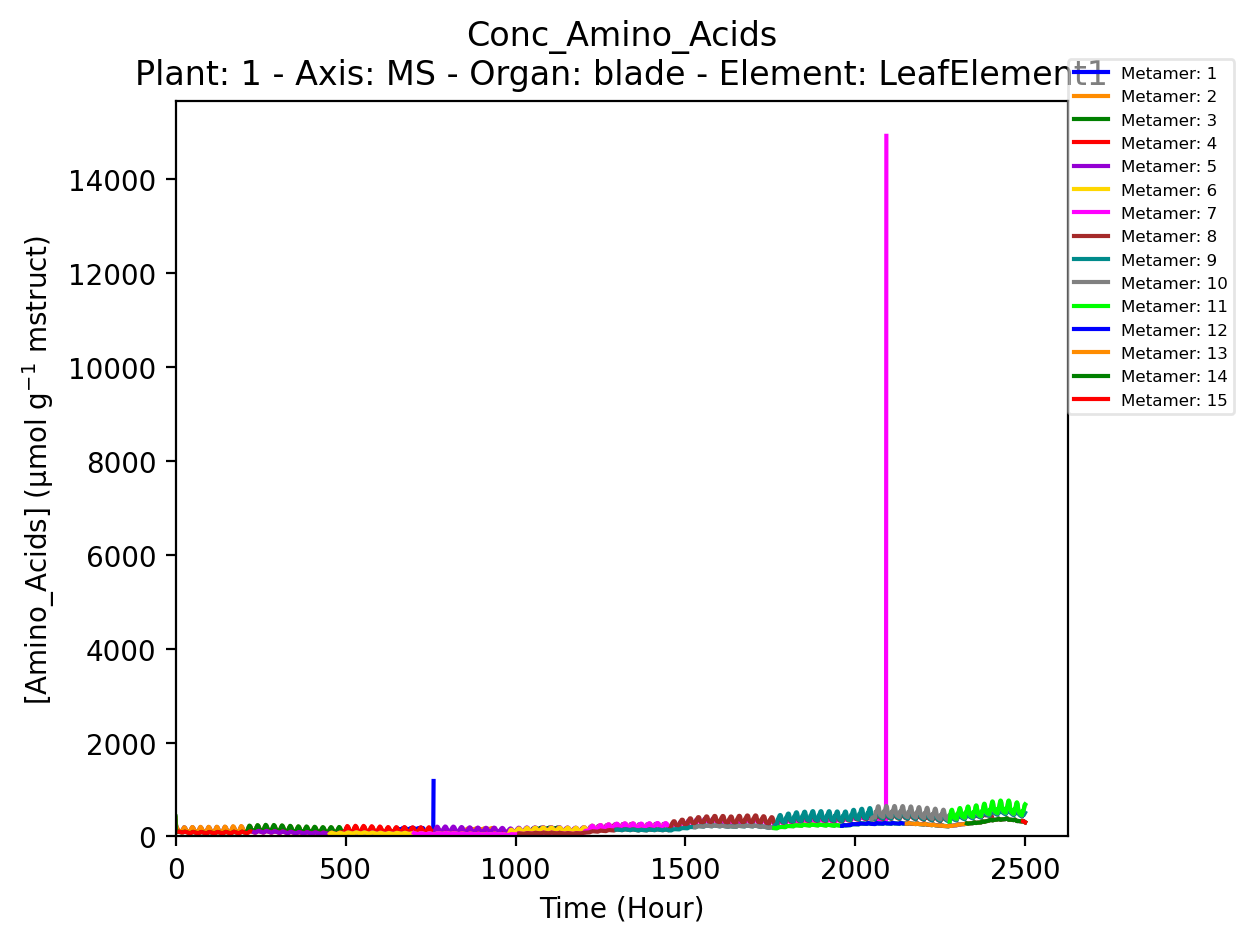 Conc_Amino_Acids
Plant: 1 - Axis: MS - Organ: blade - Element: LeafElement1
[Amino_Acids] (µmol g⁻¹ mstruct)
14000
12000
10000
8000
6000
4000
2000
0
0 500 1000 1500 2000 2500
Time (Hour)
Metamer: 1
Metamer: 2
Metamer: 3
Metamer: 4
Metamer: 5
Metamer: 6
Metamer: 7
Metamer: 8
Metamer: 9
Metamer: 10
Metamer: 11
Metamer: 12
Metamer: 13
Metamer: 14
Metamer: 15